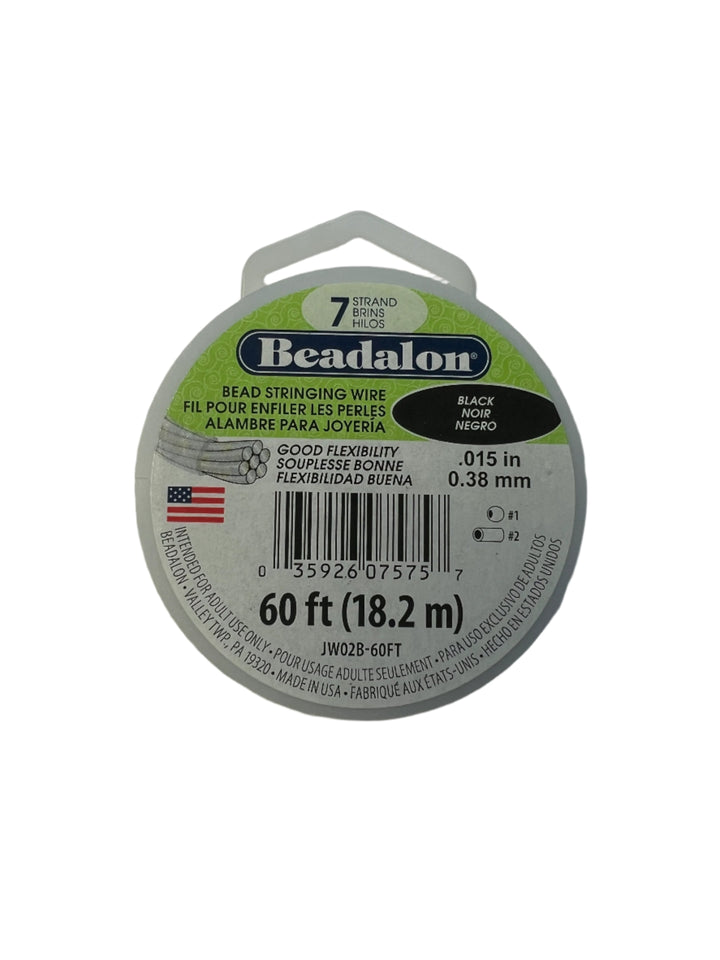 7 STRAND
BRINS
HILOS
Beadalon®
BEAD STRINGING WIRE
FIL POUR ENFILER LES PERLES
ALAMBRE PARA JOYERÍA
BLACK
NOIR
NEGRO
GOOD FLEXIBILITY
SOUPLESSE BONNE
FLEXIBILIDAD BUENA
.015 in
0.38 mm
#1
#2
0 35926 07575 7
60 ft (18.2 m)
JW02B-60FT
INTENDED FOR ADULT USE ONLY • POUR USAGE ADULTE SEULEMENT • PARA USO EXCLUSIVO DE ADULTOS
BEADALON • VALLEY TWP., PA 19320 • MADE IN USA • FABRIQUÉ AUX ÉTATS-UNIS • HECHO EN ESTADOS UNIDOS